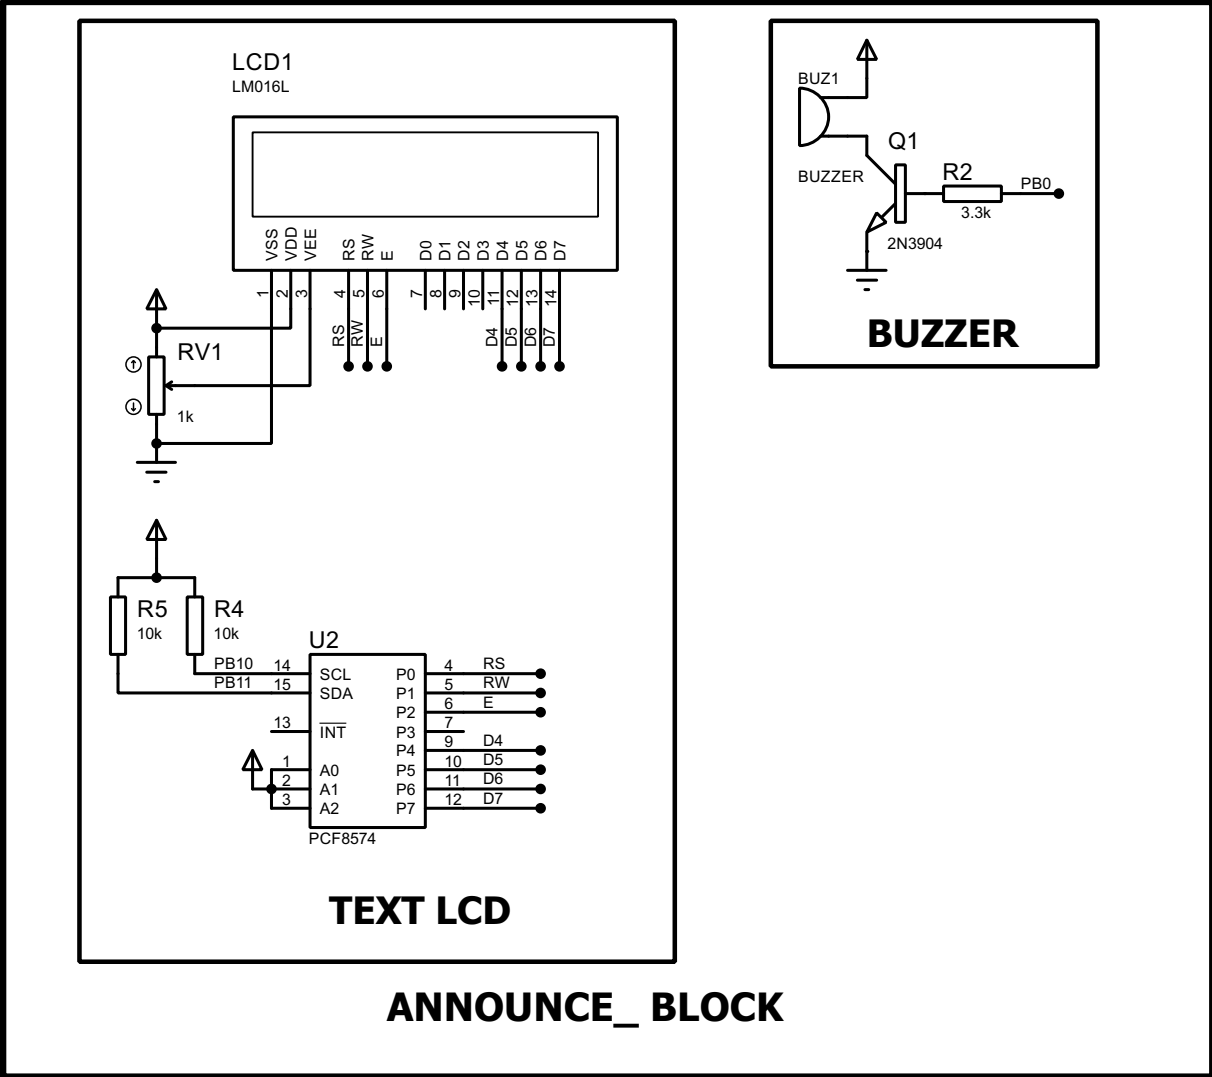 LCD1
LM016L
VSS VDD VEE RS RW E D0 D1 D2 D3 D4 D5 D6 D7
1 2 3 4 5 6 7 8 9 10 11 12 13 14
RS RW E D4 D5 D6 D7
RV1
1k
R5
10k
R4
10k
U2
PB10 14 SCL P0 4 RS
PB11 15 SDA P1 5 RW
P2 6 E
13 INT P3 7
P4 9 D4
1 A0 P5 10 D5
2 A1 P6 11 D6
3 A2 P7 12 D7
PCF8574
TEXT LCD
BUZ1
BUZZER
Q1
2N3904
R2
3.3k
PB0
BUZZER
ANNOUNCE_ BLOCK